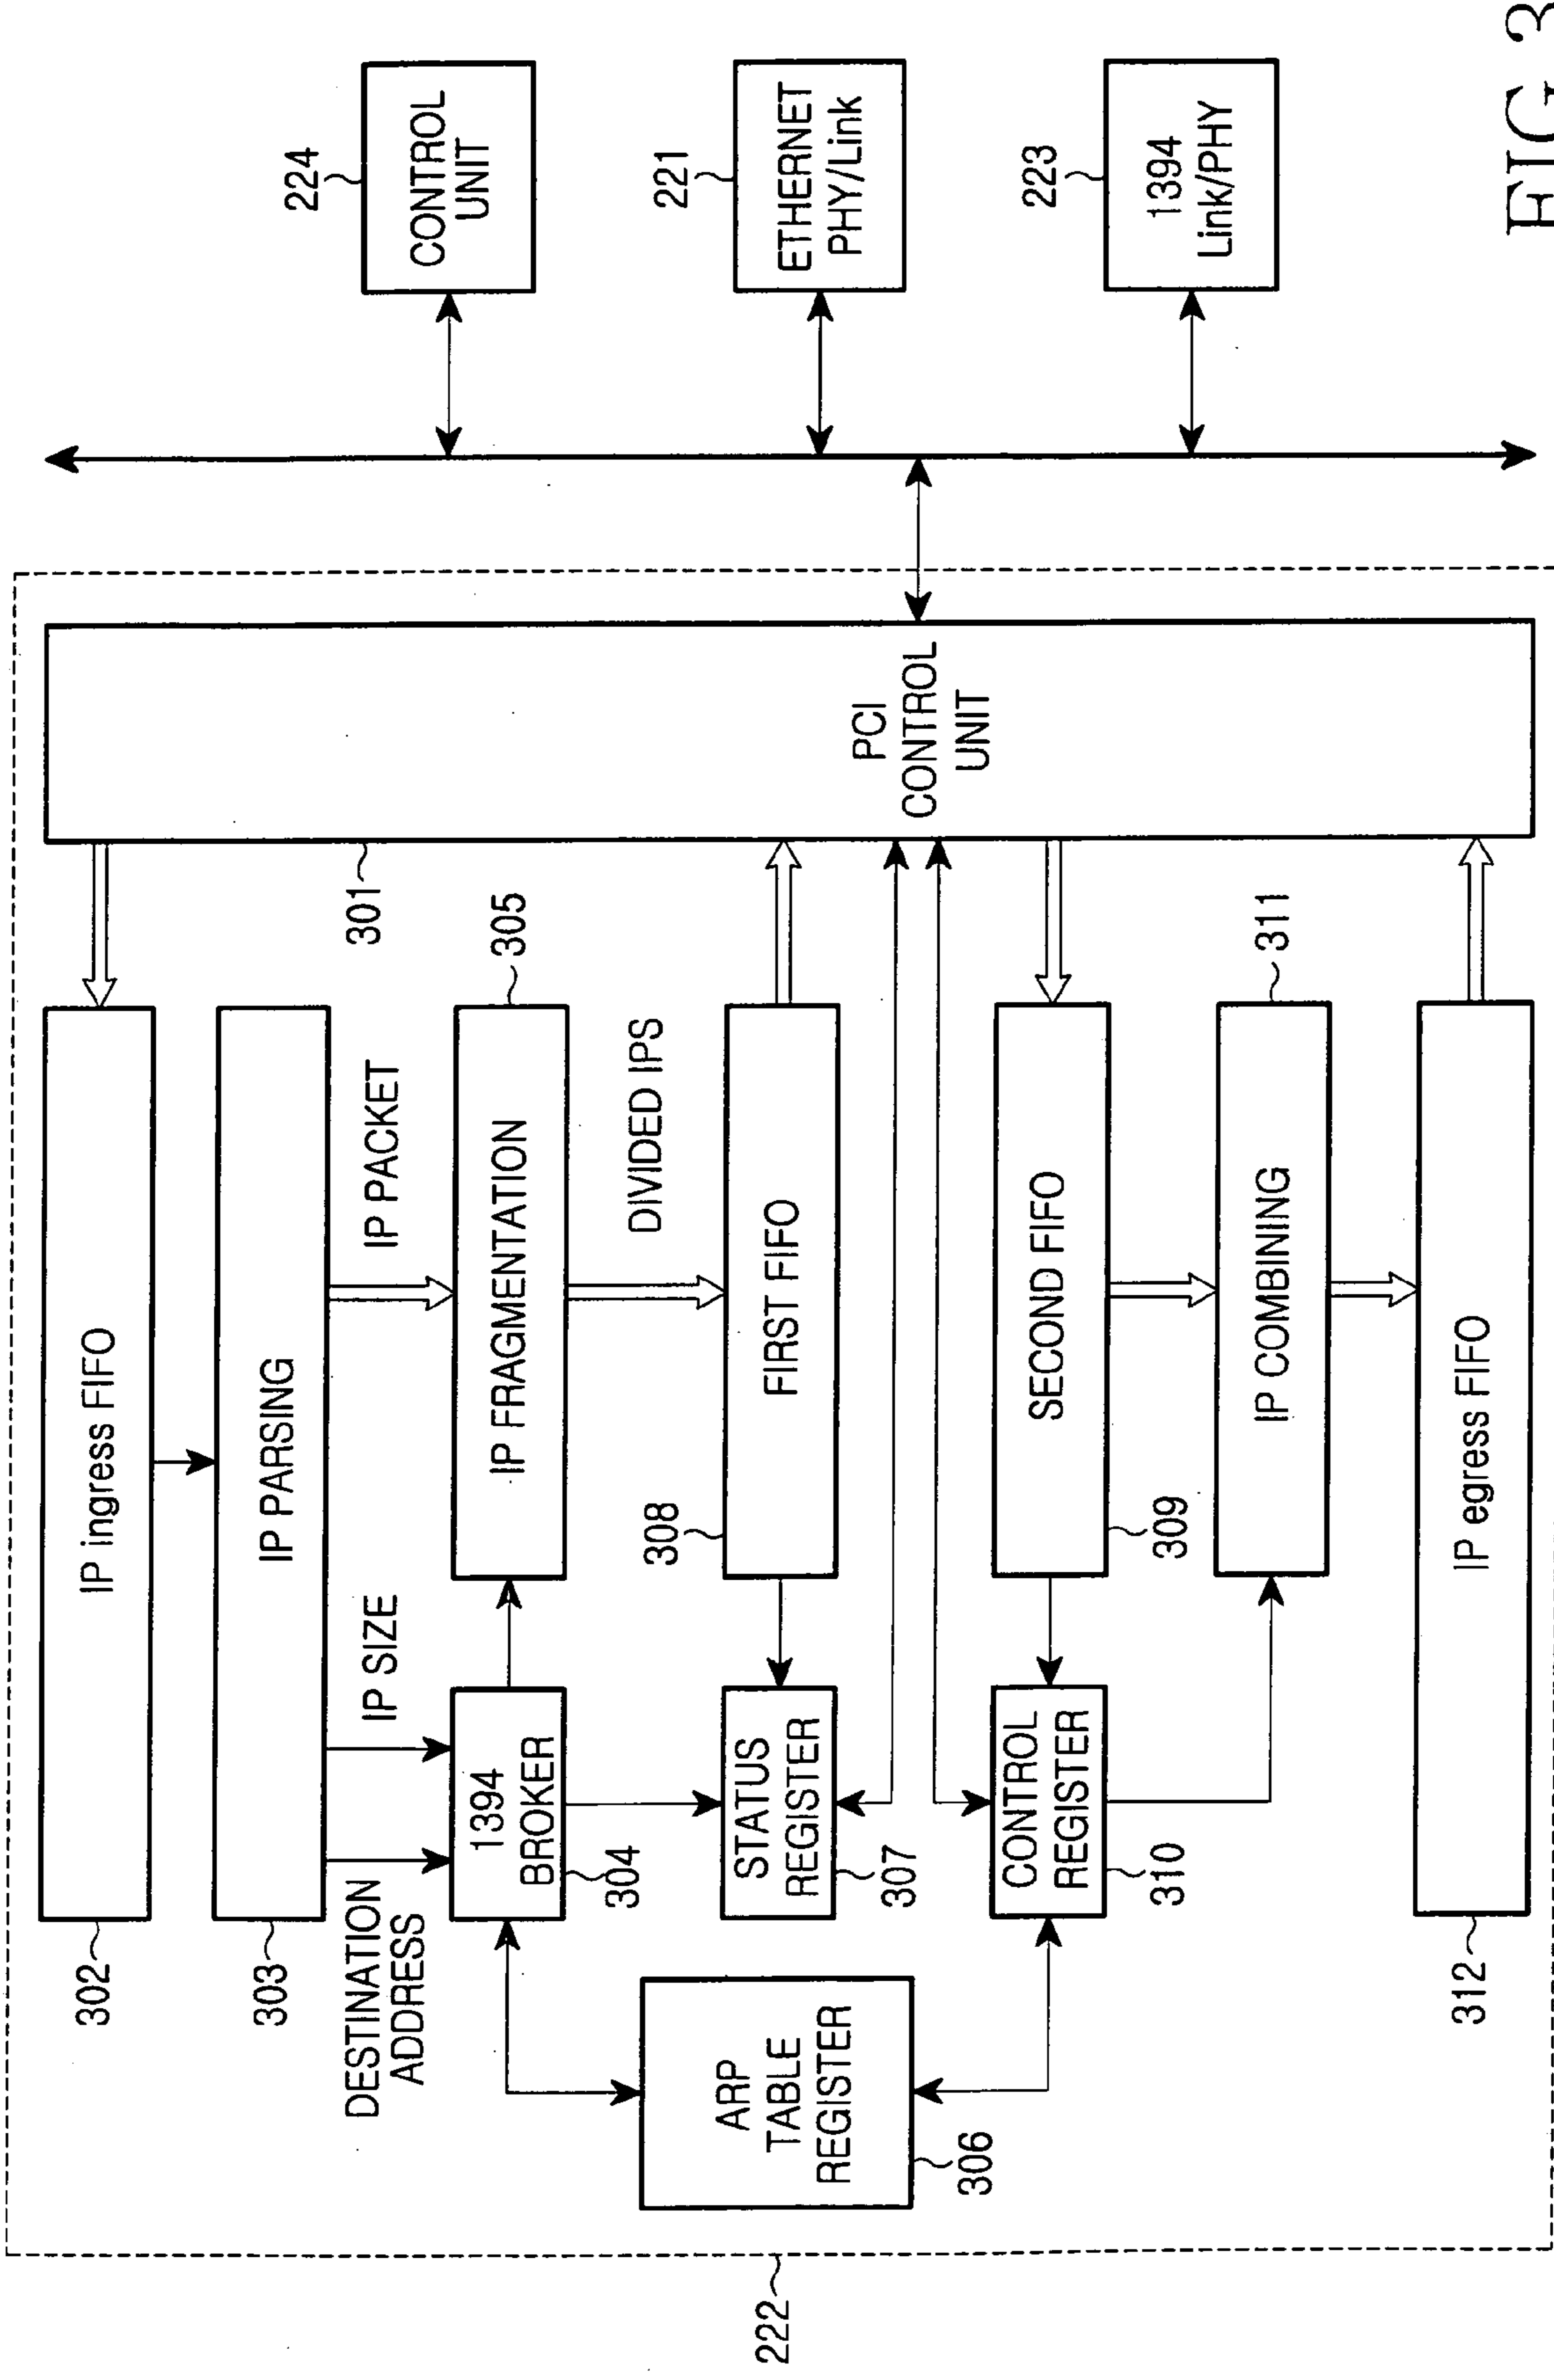 222
302
IP ingress FIFO
303
IP PARSING
DESTINATION
ADDRESS
IP SIZE
IP PACKET
1394
BROKER
304
IP FRAGMENTATION
305
DIVIDED IPS
ARP
TABLE
REGISTER
306
STATUS
REGISTER
307
308
FIRST FIFO
CONTROL
REGISTER
310
SECOND FIFO
309
IP COMBINING
311
312
IP egress FIFO
301
PCI
CONTROL
UNIT
224
CONTROL
UNIT
221
ETHERNET
PHY/Link
223
1394
Link/PHY
FIG.3